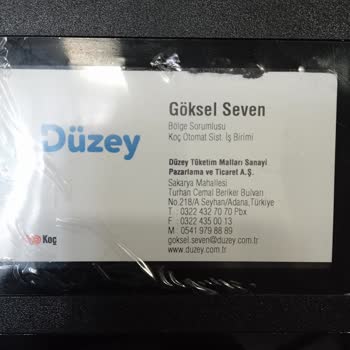 Göksel Seven
Bölge Sorumlusu
Koç Otomat Sist. İş Birimi
Düzey
Düzey Tüketim Malları Sanayi
Pazarlama ve Ticaret A.Ş.
Sakarya Mahallesi
Turhan Cemal Beriker Bulvarı
No.218/A Seyhan/Adana,Türkiye
T : 0322 432 70 70 Pbx
F : 0322 435 00 13
M : 0541 979 88 89
goksel.seven@duzey.com.tr
www.duzey.com.tr
Koç